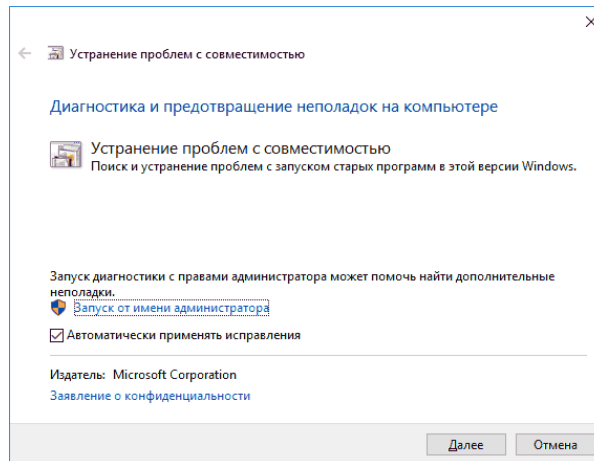 Устранение проблем с совместимостью
Диагностика и предотвращение неполадок на компьютере
Устранение проблем с совместимостью
Поиск и устранение проблем с запуском старых программ в этой версии Windows.
Запуск диагностики с правами администратора может помочь найти дополнительные
неполадки.
Запуск от имени администратора
Автоматически применять исправления
Издатель: Microsoft Corporation
Заявление о конфиденциальности
Далее
Отмена